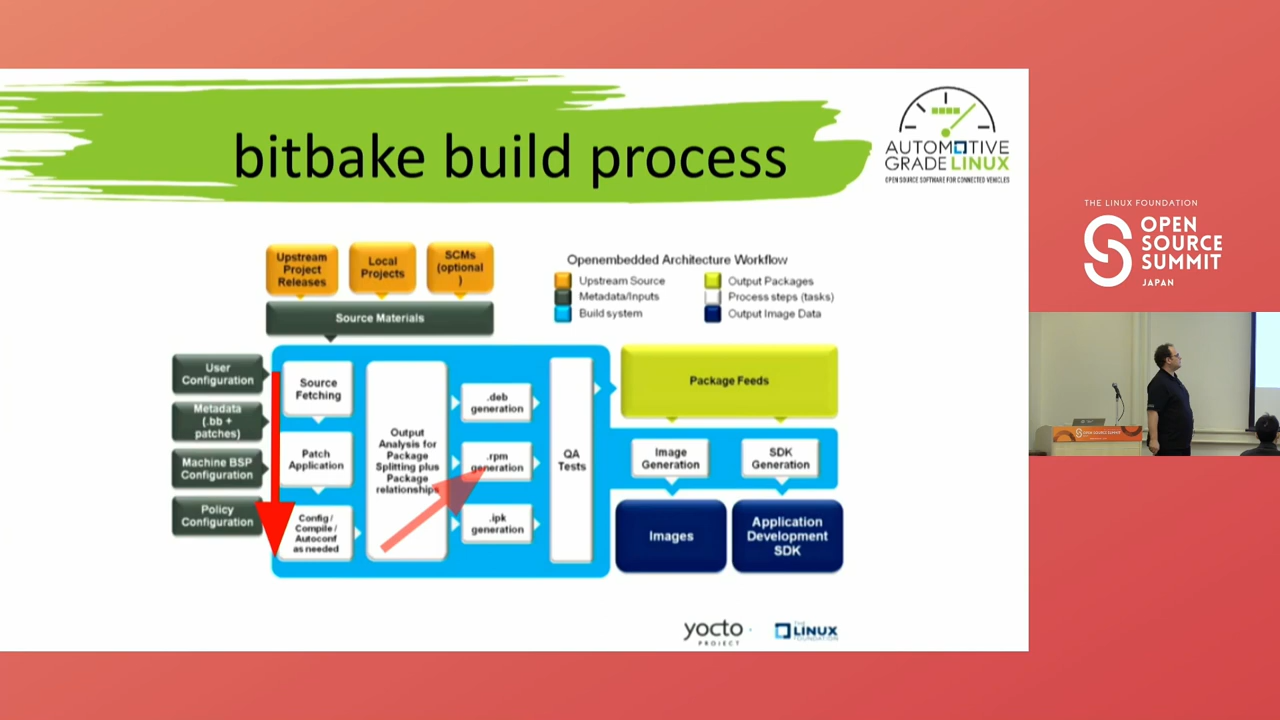 bitbake build process
AUTOMOTIVE
GRADE LINUX
OPEN SOURCE SOFTWARE FOR CONNECTED VEHICLES
THE LINUX FOUNDATION
OPEN
SOURCE
SUMMIT
JAPAN
Upstream
Project
Releases
Local
Projects
SCMs
(optional
)
Source Materials
Openembedded Architecture Workflow
Upstream Source
Metadata/Inputs
Build system
Output Packages
Process steps (tasks)
Output Image Data
User
Configuration
Metadata
(.bb +
patches)
Machine BSP
Configuration
Policy
Configuration
Source
Fetching
Patch
Application
Config /
Compile /
Autoconf
as needed
Output
Analysis for
Package
Splitting plus
Package
relationships
.deb
generation
.rpm
generation
.ipk
generation
QA
Tests
Package Feeds
Image
Generation
SDK
Generation
Images
Application
Development
SDK
yocto
PROJECT
THE
LINUX
FOUNDATION